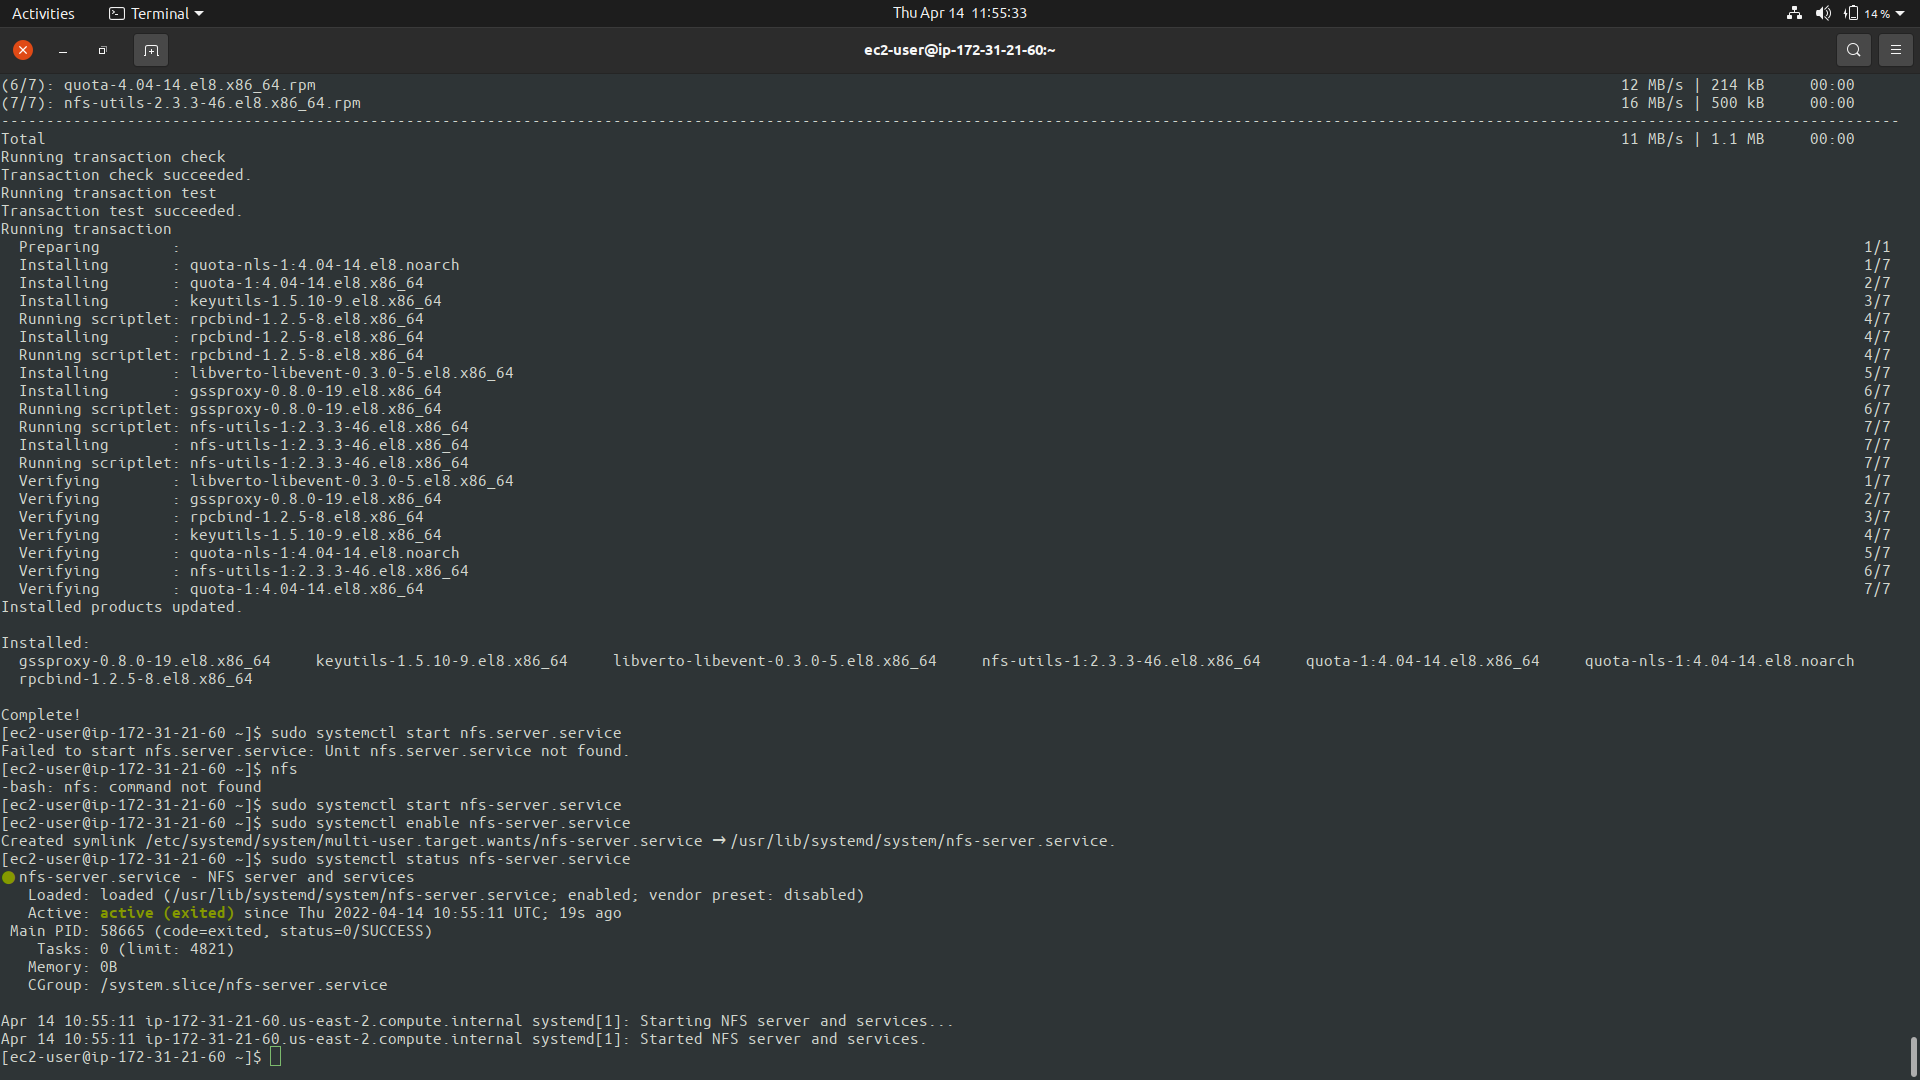 Activities Terminal Thu Apr 14 11:55:33 14 %
ec2-user@ip-172-31-21-60:~
(6/7): quota-4.04-14.el8.x86_64.rpm 12 MB/s | 214 kB 00:00
(7/7): nfs-utils-2.3.3-46.el8.x86_64.rpm 16 MB/s | 500 kB 00:00
--------------------------------------------------------------------------------
Total 11 MB/s | 1.1 MB 00:00
Running transaction check
Transaction check succeeded.
Running transaction test
Transaction test succeeded.
Running transaction
Preparing : 1/1
Installing : quota-nls-1:4.04-14.el8.noarch 1/7
Installing : quota-1:4.04-14.el8.x86_64 2/7
Installing : keyutils-1.5.10-9.el8.x86_64 3/7
Running scriptlet: rpcbind-1.2.5-8.el8.x86_64 4/7
Installing : rpcbind-1.2.5-8.el8.x86_64 4/7
Running scriptlet: rpcbind-1.2.5-8.el8.x86_64 4/7
Installing : libverto-libevent-0.3.0-5.el8.x86_64 5/7
Installing : gssproxy-0.8.0-19.el8.x86_64 6/7
Running scriptlet: gssproxy-0.8.0-19.el8.x86_64 6/7
Running scriptlet: nfs-utils-1:2.3.3-46.el8.x86_64 7/7
Installing : nfs-utils-1:2.3.3-46.el8.x86_64 7/7
Running scriptlet: nfs-utils-1:2.3.3-46.el8.x86_64 7/7
Verifying : libverto-libevent-0.3.0-5.el8.x86_64 1/7
Verifying : gssproxy-0.8.0-19.el8.x86_64 2/7
Verifying : rpcbind-1.2.5-8.el8.x86_64 3/7
Verifying : keyutils-1.5.10-9.el8.x86_64 4/7
Verifying : quota-nls-1:4.04-14.el8.noarch 5/7
Verifying : nfs-utils-1:2.3.3-46.el8.x86_64 6/7
Verifying : quota-1:4.04-14.el8.x86_64 7/7
Installed products updated.
Installed:
gssproxy-0.8.0-19.el8.x86_64 keyutils-1.5.10-9.el8.x86_64 libverto-libevent-0.3.0-5.el8.x86_64 nfs-utils-1:2.3.3-46.el8.x86_64 quota-1:4.04-14.el8.x86_64 quota-nls-1:4.04-14.el8.noarch
rpcbind-1.2.5-8.el8.x86_64
Complete!
[ec2-user@ip-172-31-21-60 ~]$ sudo systemctl start nfs.server.service
Failed to start nfs.server.service: Unit nfs.server.service not found.
[ec2-user@ip-172-31-21-60 ~]$ nfs
-bash: nfs: command not found
[ec2-user@ip-172-31-21-60 ~]$ sudo systemctl start nfs-server.service
[ec2-user@ip-172-31-21-60 ~]$ sudo systemctl enable nfs-server.service
Created symlink /etc/systemd/system/multi-user.target.wants/nfs-server.service → /usr/lib/systemd/system/nfs-server.service.
[ec2-user@ip-172-31-21-60 ~]$ sudo systemctl status nfs-server.service
● nfs-server.service - NFS server and services
Loaded: loaded (/usr/lib/systemd/system/nfs-server.service; enabled; vendor preset: disabled)
Active: active (exited) since Thu 2022-04-14 10:55:11 UTC; 19s ago
Main PID: 58665 (code=exited, status=0/SUCCESS)
Tasks: 0 (limit: 4821)
Memory: 0B
CGroup: /system.slice/nfs-server.service
Apr 14 10:55:11 ip-172-31-21-60.us-east-2.compute.internal systemd[1]: Starting NFS server and services...
Apr 14 10:55:11 ip-172-31-21-60.us-east-2.compute.internal systemd[1]: Started NFS server and services.
[ec2-user@ip-172-31-21-60 ~]$